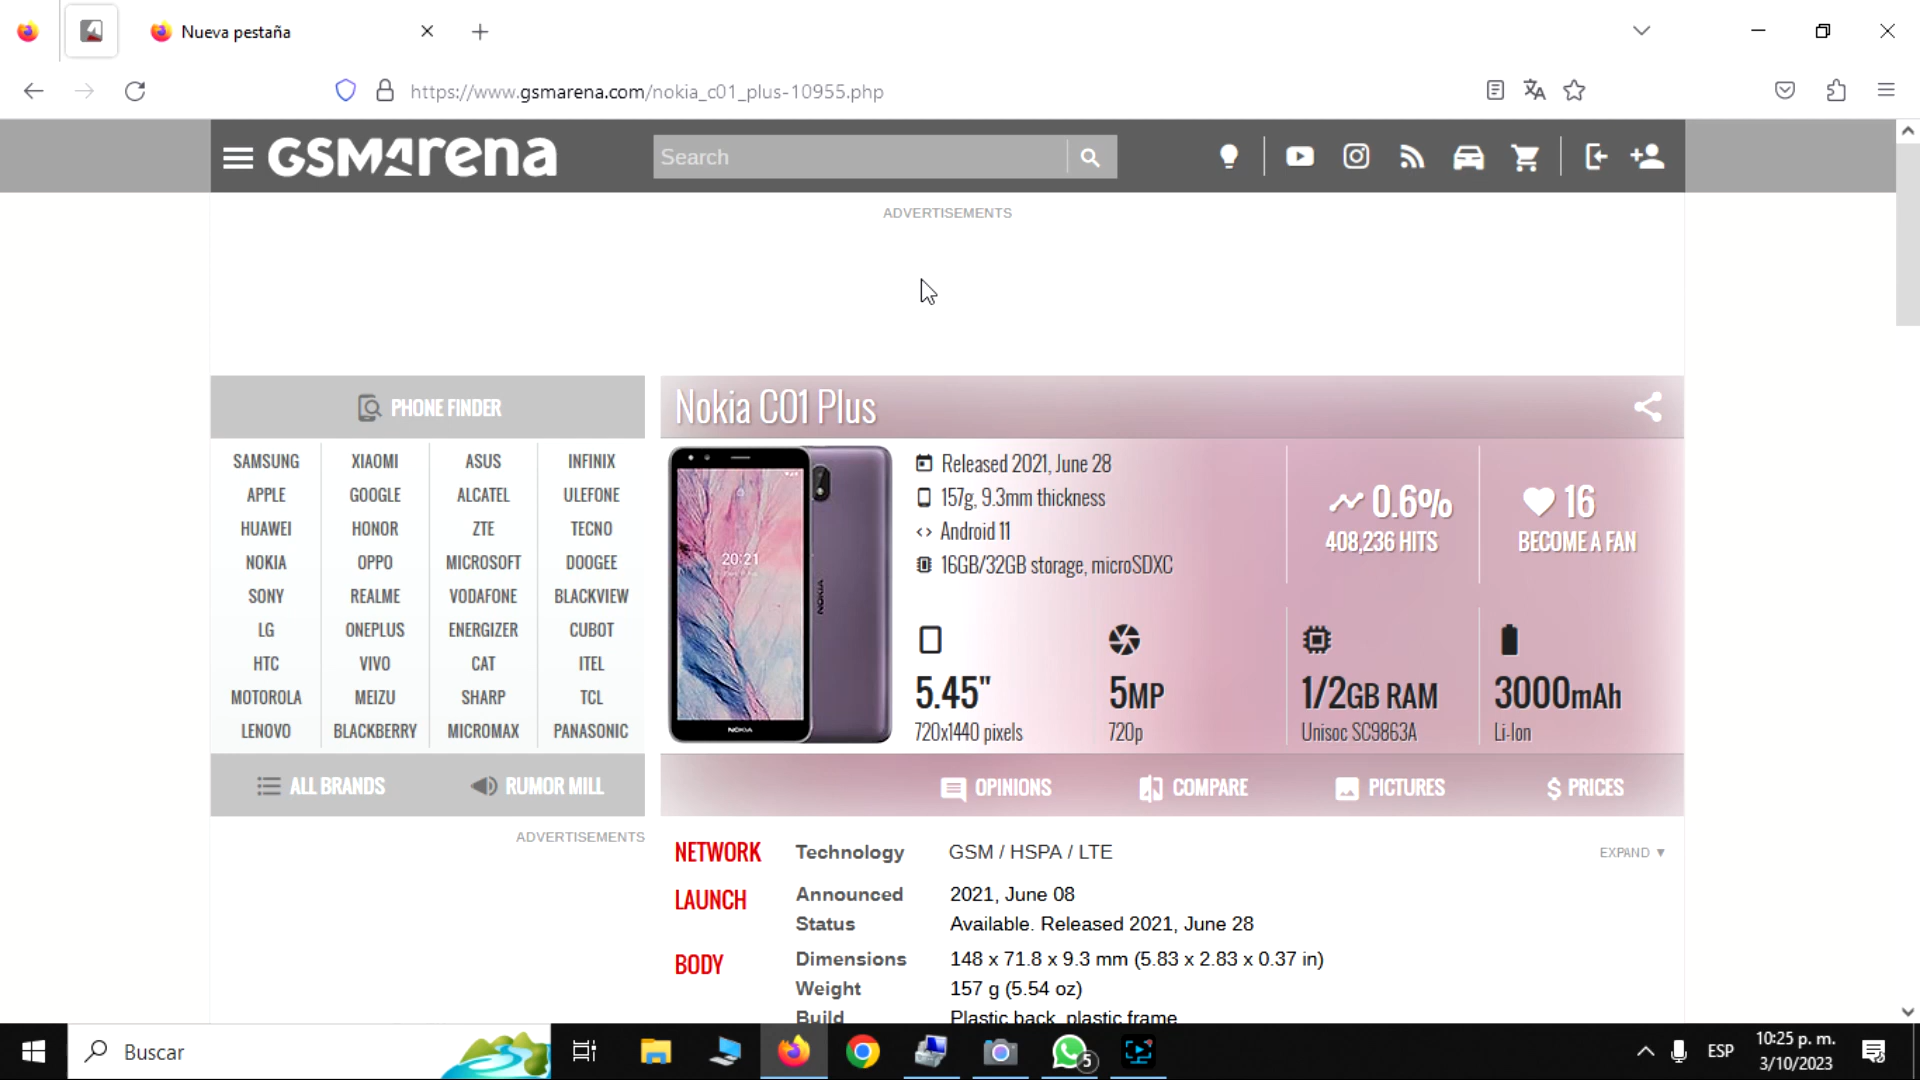 Nueva pestaña
https://www.gsmarena.com/nokia_c01_plus-10955.php
GSMArena
Search
ADVERTISEMENTS
PHONE FINDER
SAMSUNG XIAOMI ASUS INFINIX
APPLE GOOGLE ALCATEL ULEFONE
HUAWEI HONOR ZTE TECNO
NOKIA OPPO MICROSOFT DOOGEE
SONY REALME VODAFONE BLACKVIEW
LG ONEPLUS ENERGIZER CUBOT
HTC VIVO CAT ITEL
MOTOROLA MEIZU SHARP TCL
LENOVO BLACKBERRY MICROMAX PANASONIC
ALL BRANDS RUMOR MILL
ADVERTISEMENTS
Nokia C01 Plus
20:21
NOKIA
NOKIA
Released 2021, June 28
157g, 9.3mm thickness
Android 11
16GB/32GB storage, microSDXC
0.6%
408,236 HITS
16
BECOME A FAN
5.45"
720x1440 pixels
5MP
720p
1/2GB RAM
Unisoc SC9863A
3000mAh
Li-Ion
OPINIONS COMPARE PICTURES $ PRICES
NETWORK Technology GSM / HSPA / LTE EXPAND ▼
LAUNCH Announced 2021, June 08
Status Available. Released 2021, June 28
BODY Dimensions 148 x 71.8 x 9.3 mm (5.83 x 2.83 x 0.37 in)
Weight 157 g (5.54 oz)
Build Plastic back, plastic frame
Buscar
5
ESP
10:25 p. m.
3/10/2023